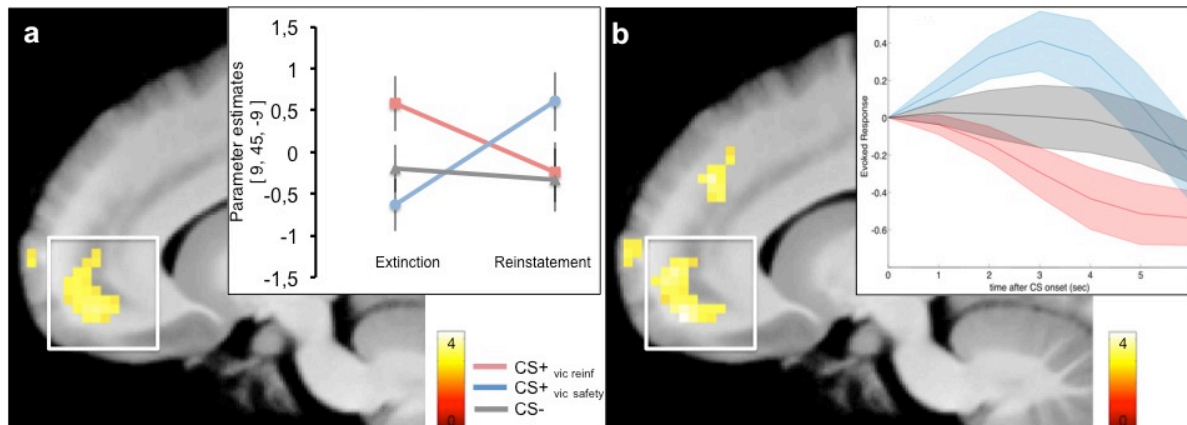 a
1,5
1
0,5
0
-0,5
-1
-1,5
Parameter estimates
[ 9, 45, -9 ]
Extinction
Reinstatement
4
0
CS+ vic reinf
CS+ vic safety
CS-
b
0.4
0.2
0
-0.2
-0.4
-0.6
Evoked Response
0
1
2
3
4
5
time after CS onset (sec)
4
0